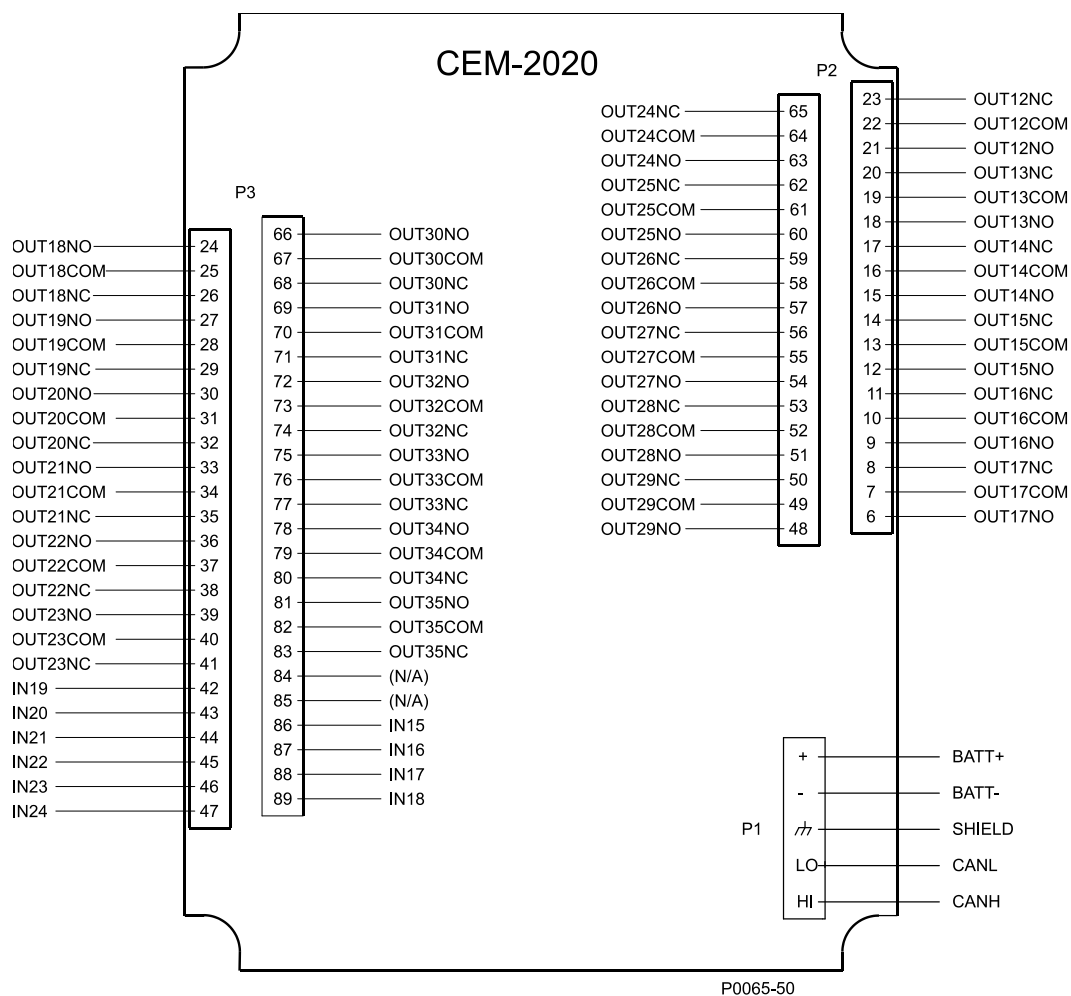 CEM-2020
P2
OUT24NC 65
OUT24COM 64
OUT24NO 63
OUT25NC 62
OUT25COM 61
OUT25NO 60
OUT26NC 59
OUT26COM 58
OUT26NO 57
OUT27NC 56
OUT27COM 55
OUT27NO 54
OUT28NC 53
OUT28COM 52
OUT28NO 51
OUT29NC 50
OUT29COM 49
OUT29NO 48
23 OUT12NC
22 OUT12COM
21 OUT12NO
20 OUT13NC
19 OUT13COM
18 OUT13NO
17 OUT14NC
16 OUT14COM
15 OUT14NO
14 OUT15NC
13 OUT15COM
12 OUT15NO
11 OUT16NC
10 OUT16COM
9 OUT16NO
8 OUT17NC
7 OUT17COM
6 OUT17NO
P3
OUT18NO 24
OUT18COM 25
OUT18NC 26
OUT19NO 27
OUT19COM 28
OUT19NC 29
OUT20NO 30
OUT20COM 31
OUT20NC 32
OUT21NO 33
OUT21COM 34
OUT21NC 35
OUT22NO 36
OUT22COM 37
OUT22NC 38
OUT23NO 39
OUT23COM 40
OUT23NC 41
IN19 42
IN20 43
IN21 44
IN22 45
IN23 46
IN24 47
66 OUT30NO
67 OUT30COM
68 OUT30NC
69 OUT31NO
70 OUT31COM
71 OUT31NC
72 OUT32NO
73 OUT32COM
74 OUT32NC
75 OUT33NO
76 OUT33COM
77 OUT33NC
78 OUT34NO
79 OUT34COM
80 OUT34NC
81 OUT35NO
82 OUT35COM
83 OUT35NC
84 (N/A)
85 (N/A)
86 IN15
87 IN16
88 IN17
89 IN18
P1
+ BATT+
- BATT-
SHIELD
LO CANL
HI CANH
P0065-50